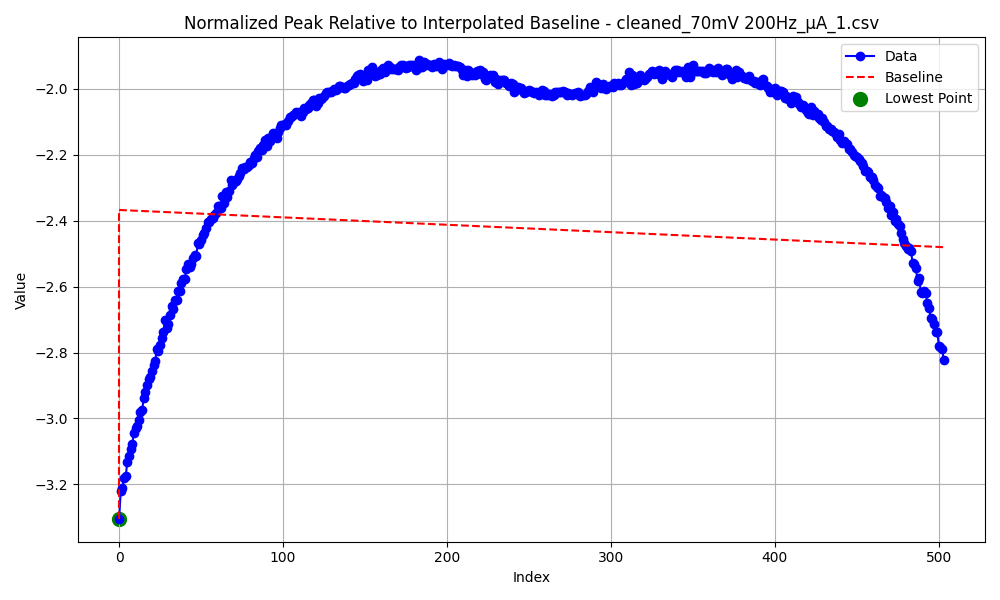 Normalized Peak Relative to Interpolated Baseline - cleaned_70mV 200Hz_µA_1.csv
Data
Baseline
Lowest Point
Value
−2.0
−2.2
−2.4
−2.6
−2.8
−3.0
−3.2
0 100 200 300 400 500
Index